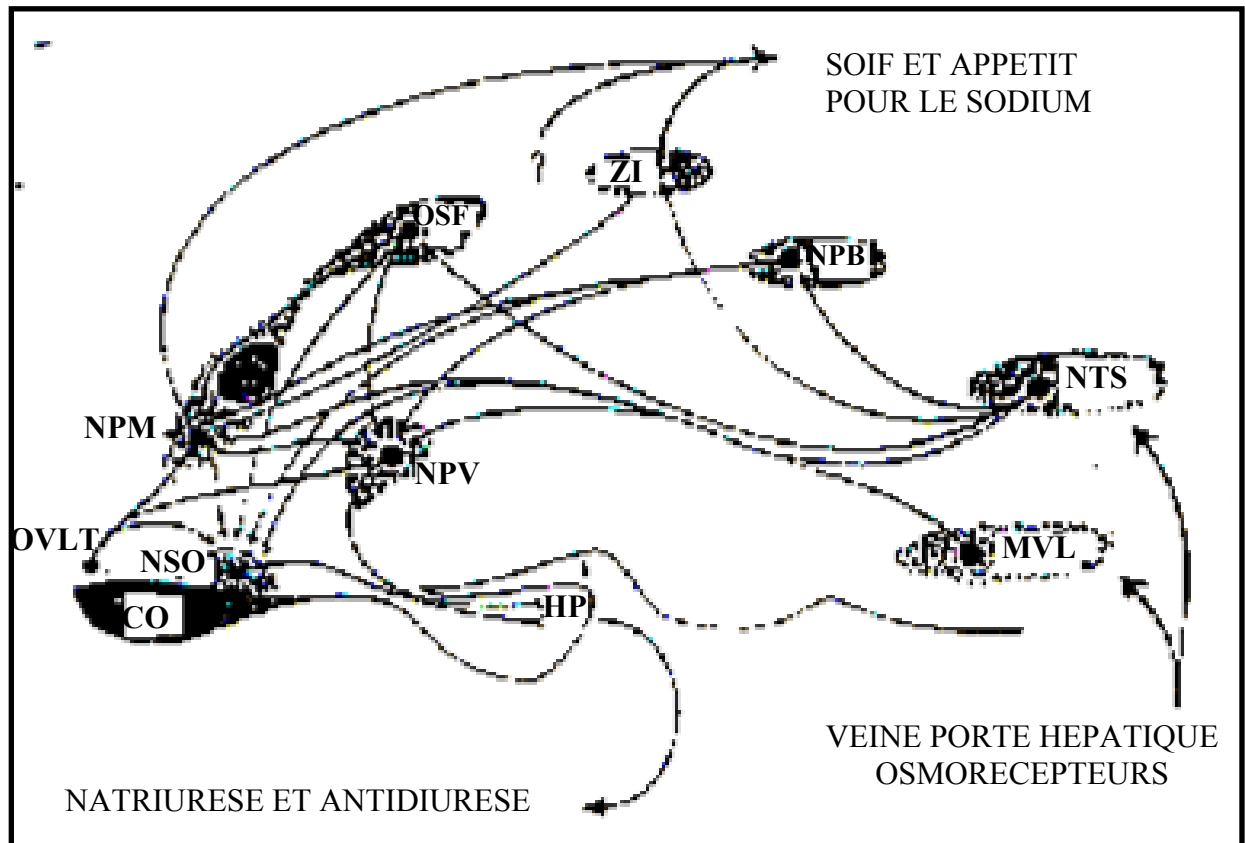 SOIF ET APPETIT
POUR LE SODIUM
?
ZI
OSF
NPB
NTS
NPM
NPV
OVLT
NSO
MVL
CO
HP
VEINE PORTE HEPATIQUE
OSMORECEPTEURS
NATRIURESE ET ANTIDIURESE